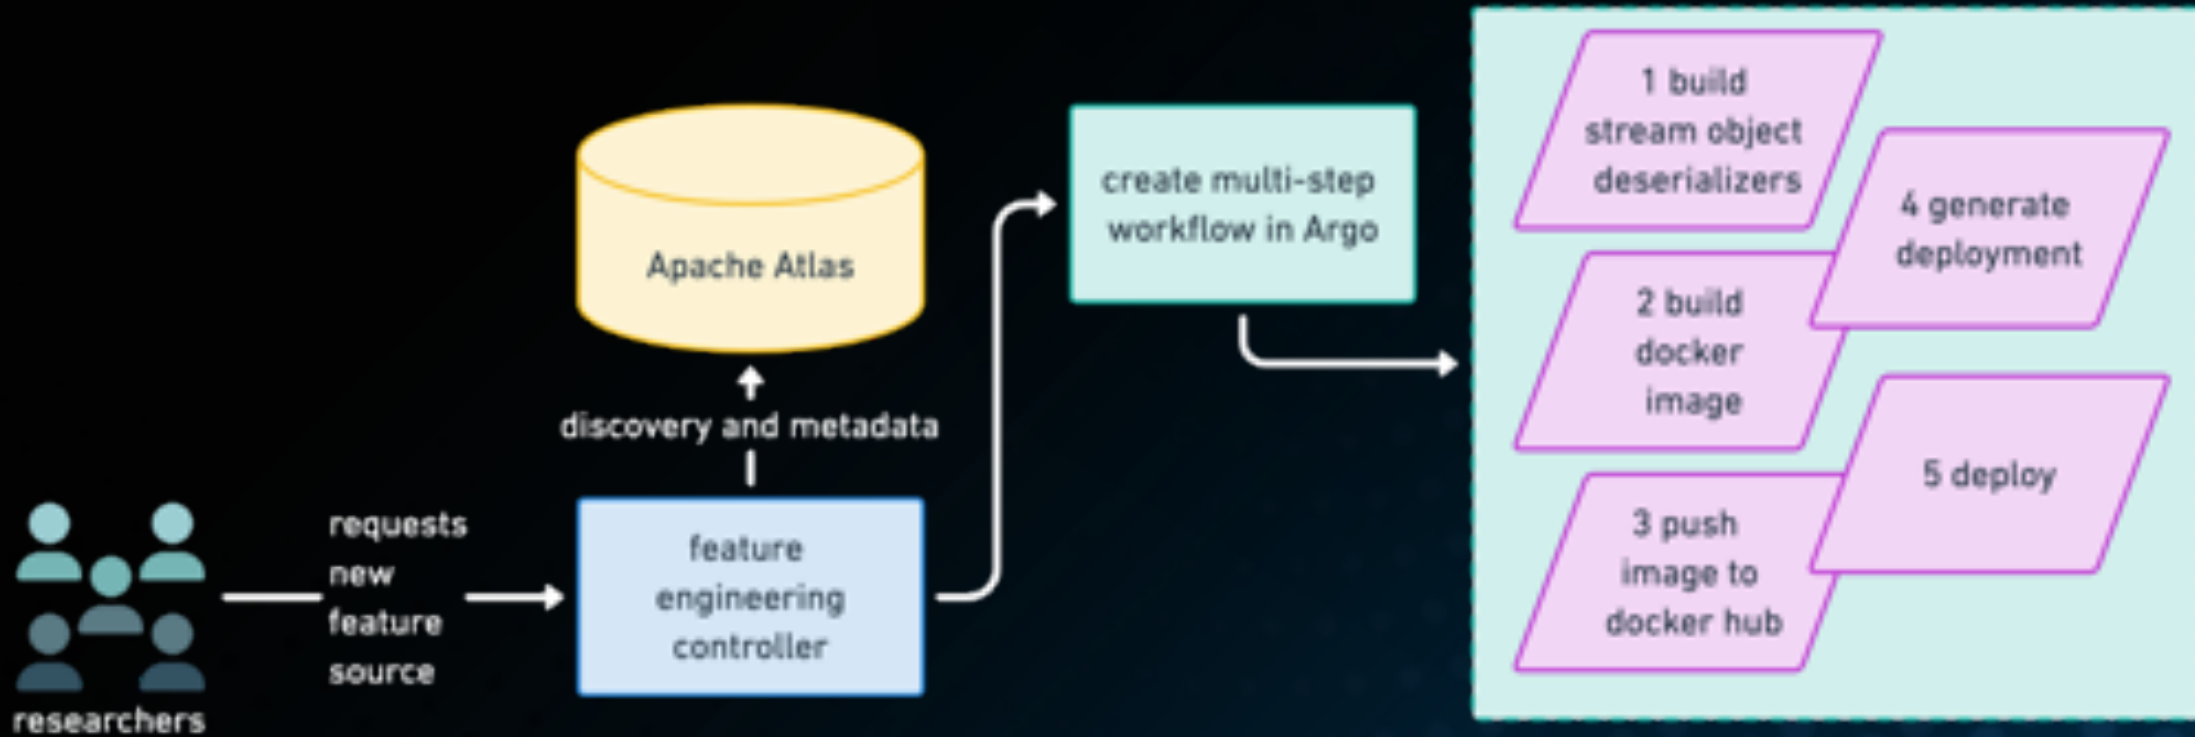 researchers
requests
new
feature
source
feature
engineering
controller
discovery and metadata
Apache Atlas
create multi-step
workflow in Argo
1 build
stream object
deserializers
2 build
docker
image
3 push
image to
docker hub
4 generate
deployment
5 deploy